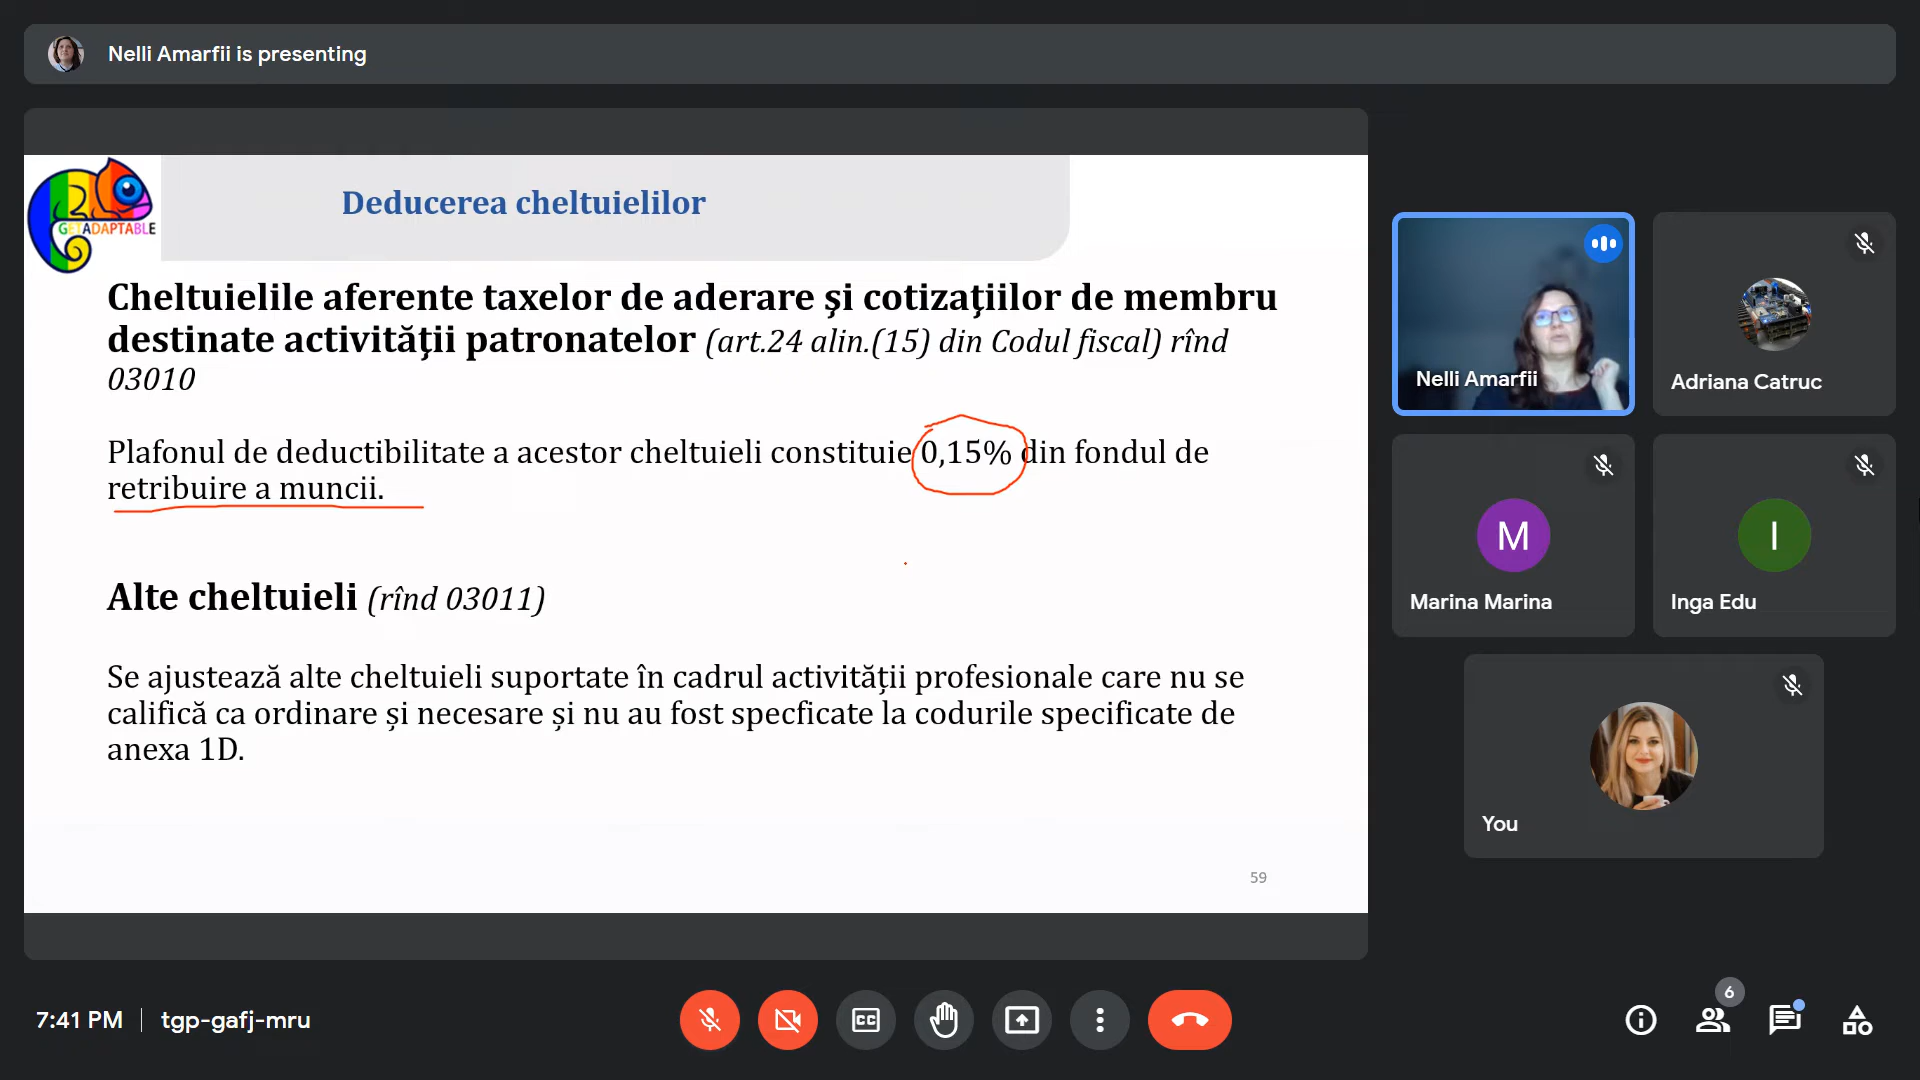 Nelli Amarfii is presenting
GETADAPTABLE
Deducerea cheltuielilor
Cheltuielile aferente taxelor de aderare şi cotizaţiilor de membru
destinate activităţii patronatelor (art.24 alin.(15) din Codul fiscal) rînd
03010
Plafonul de deductibilitate a acestor cheltuieli constituie 0,15% din fondul de
retribuire a muncii.
Alte cheltuieli (rînd 03011)
Se ajustează alte cheltuieli suportate în cadrul activității profesionale care nu se
califică ca ordinare și necesare și nu au fost specficate la codurile specificate de
anexa 1D.
59
Nelli Amarfii
Adriana Catruc
M
Marina Marina
I
Inga Edu
You
7:41 PM
tgp-gafj-mru
CC
6